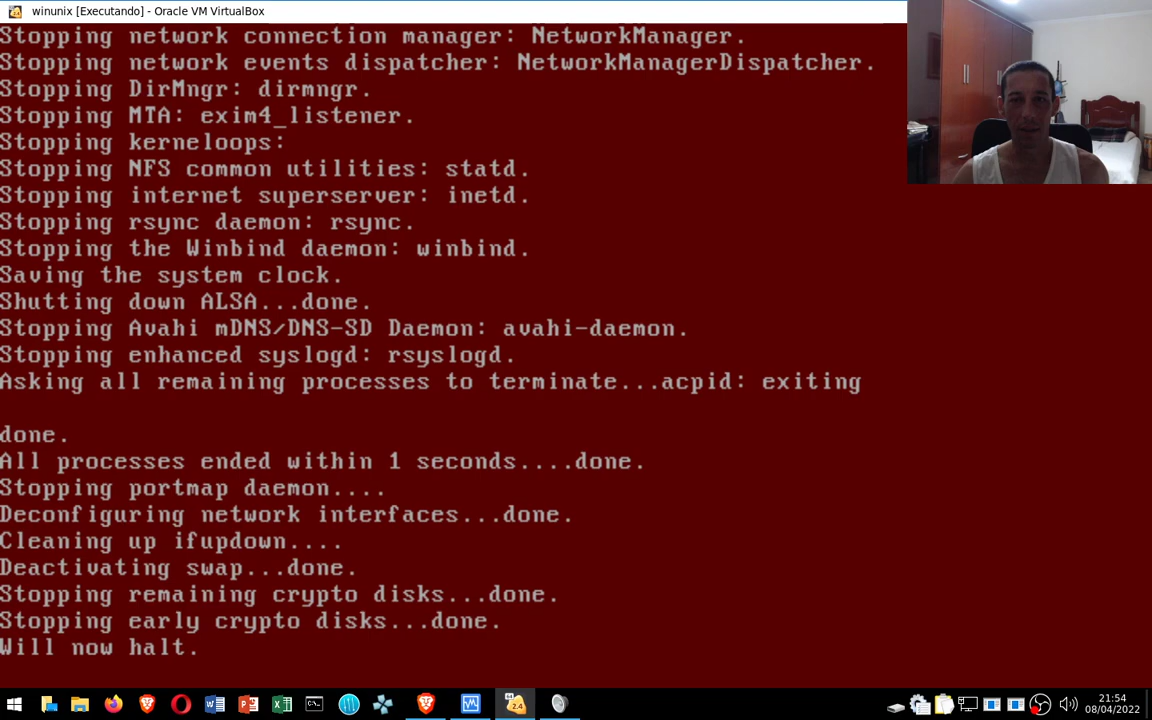 winunix [Executando] - Oracle VM VirtualBox
Stopping network connection manager: NetworkManager.
Stopping network events dispatcher: NetworkManagerDispatcher.
Stopping DirMngr: dirmngr.
Stopping MTA: exim4_listener.
Stopping kerneloops:
Stopping NFS common utilities: statd.
Stopping internet superserver: inetd.
Stopping rsync daemon: rsync.
Stopping the Winbind daemon: winbind.
Saving the system clock.
Shutting down ALSA...done.
Stopping Avahi mDNS/DNS-SD Daemon: avahi-daemon.
Stopping enhanced syslogd: rsyslogd.
Asking all remaining processes to terminate...acpid: exiting
done.
All processes ended within 1 seconds....done.
Stopping portmap daemon....
Deconfiguring network interfaces...done.
Cleaning up ifupdown....
Deactivating swap...done.
Stopping remaining crypto disks...done.
Stopping early crypto disks...done.
Will now halt.
2.4
21:54
08/04/2022